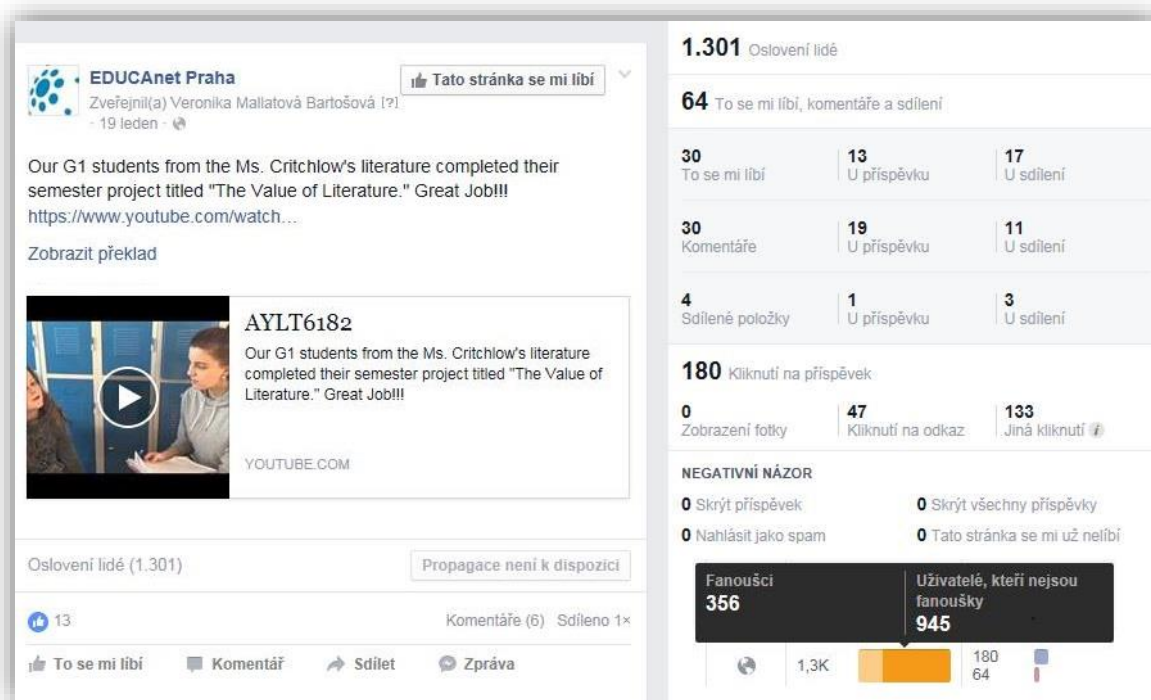 EDUCAnet Praha
Tato stránka se mi líbí
Zveřejnil(a) Veronika Mallatová Bartošová [?]
· 19 leden ·
Our G1 students from the Ms. Critchlow's literature completed their
semester project titled "The Value of Literature." Great Job!!!
https://www.youtube.com/watch…
Zobrazit překlad
AYLT6182
Our G1 students from the Ms. Critchlow's literature
completed their semester project titled "The Value of
Literature." Great Job!!!
YOUTUBE.COM
Oslovení lidé (1.301)
Propagace není k dispozici
13
Komentáře (6) Sdíleno 1×
To se mi líbí
Komentář
Sdílet
Zpráva
1.301 Oslovení lidé
64 To se mi líbí, komentáře a sdílení
30 13 17
To se mi líbí U příspěvku U sdílení
30 19 11
Komentáře U příspěvku U sdílení
4 1 3
Sdílené položky U příspěvku U sdílení
180 Kliknutí na příspěvek
0 47 133
Zobrazení fotky Kliknutí na odkaz Jiná kliknutí i
NEGATIVNÍ NÁZOR
0 Skrýt příspěvek 0 Skrýt všechny příspěvky
0 Nahlásit jako spam 0 Tato stránka se mi už nelíbí
Fanoušci
356
Uživatelé, kteří nejsou
fanoušky
945
1,3K
180
64